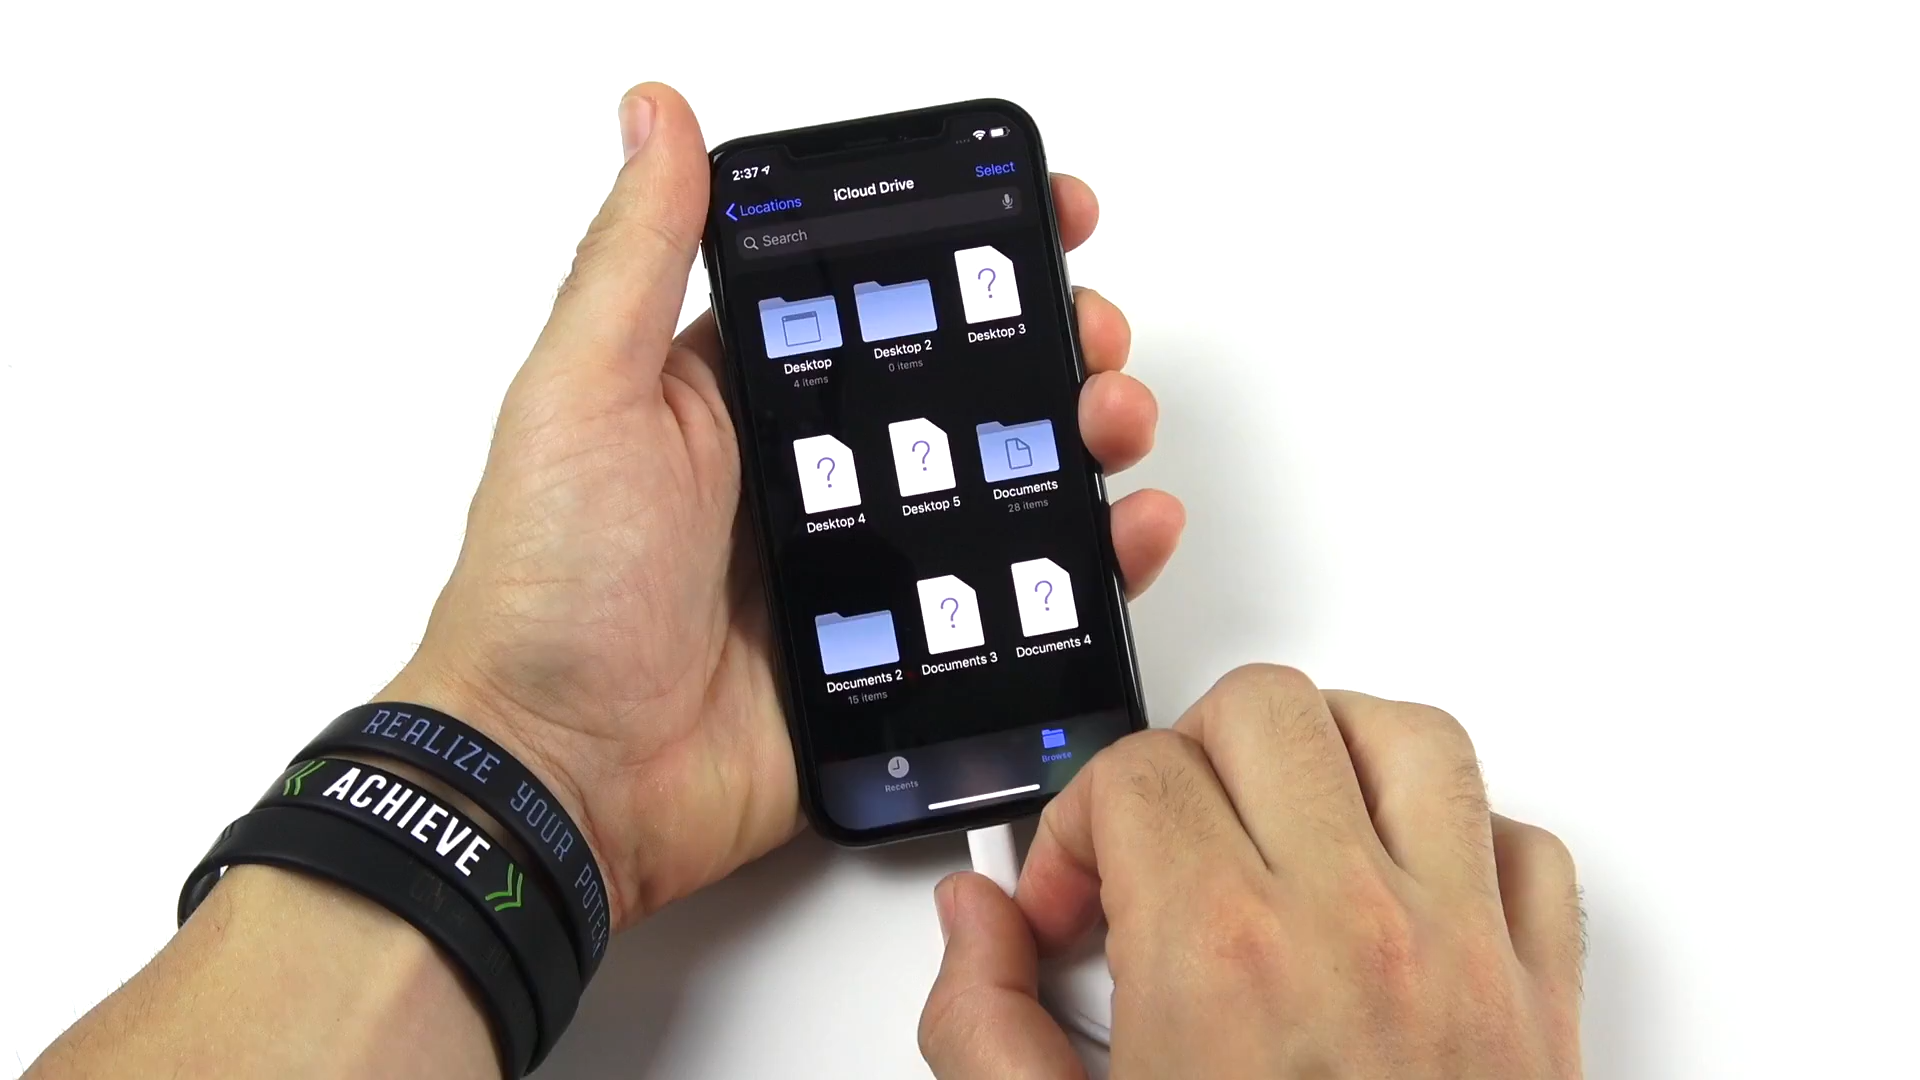 2:37
Select
Locations
iCloud Drive
Search
Desktop
4 items
Desktop 2
0 items
?
Desktop 3
?
Desktop 4
?
Desktop 5
Documents
28 items
Documents 2
15 items
?
Documents 3
?
Documents 4
Recents
Browse
REALIZE YOUR
ACHIEVE